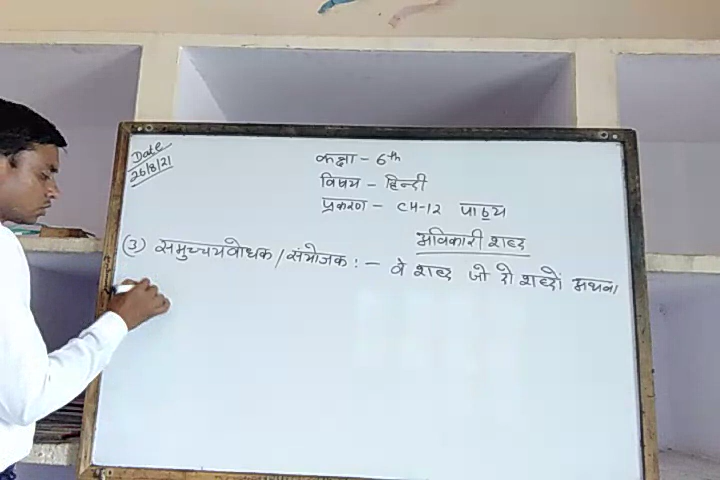 Date
26/8/21
कक्षा - 6th
विषय - हिन्दी
प्रकरण - CH-12 पाठ्य
अविकारी शब्द
(3) समुच्चयबोधक / संयोजक : - वे शब्द जो दो शब्दों अथवा